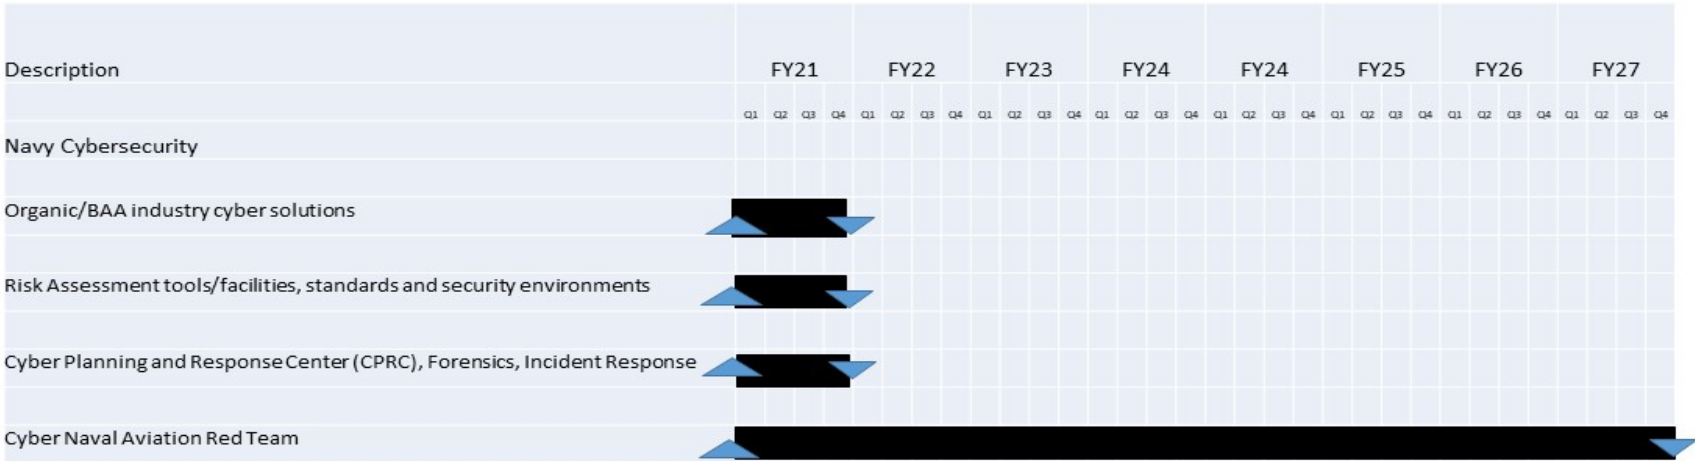 Description FY21 FY22 FY23 FY24 FY24 FY25 FY26 FY27
Q1 Q2 Q3 Q4 Q1 Q2 Q3 Q4 Q1 Q2 Q3 Q4 Q1 Q2 Q3 Q4 Q1 Q2 Q3 Q4 Q1 Q2 Q3 Q4 Q1 Q2 Q3 Q4 Q1 Q2 Q3 Q4
Navy Cybersecurity
Organic/BAA industry cyber solutions
Risk Assessment tools/facilities, standards and security environments
Cyber Planning and Response Center (CPRC), Forensics, Incident Response
Cyber Naval Aviation Red Team